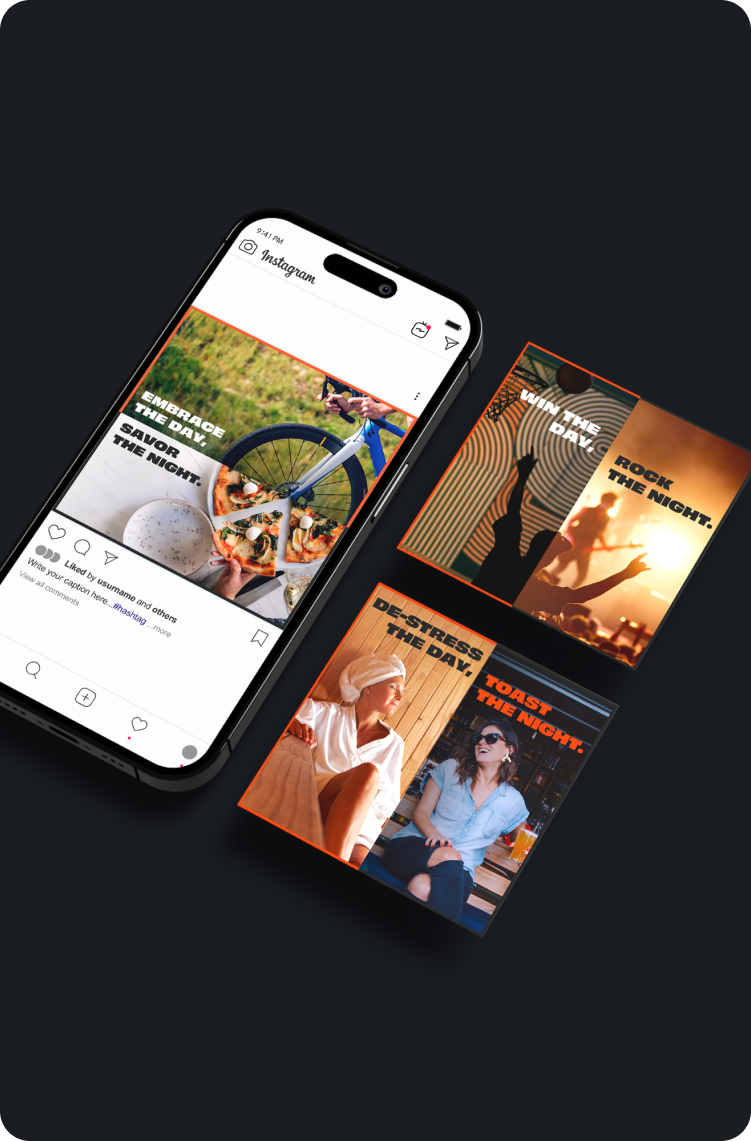 9:41 PM
Instagram
EMBRACE
THE DAY,
SAVOR
THE NIGHT.
Liked by usurname and others
Write your caption here...#hashtag ...more
View all comments
WIN THE
DAY,
ROCK
THE NIGHT.
DE-STRESS
THE DAY,
TOAST
THE NIGHT.